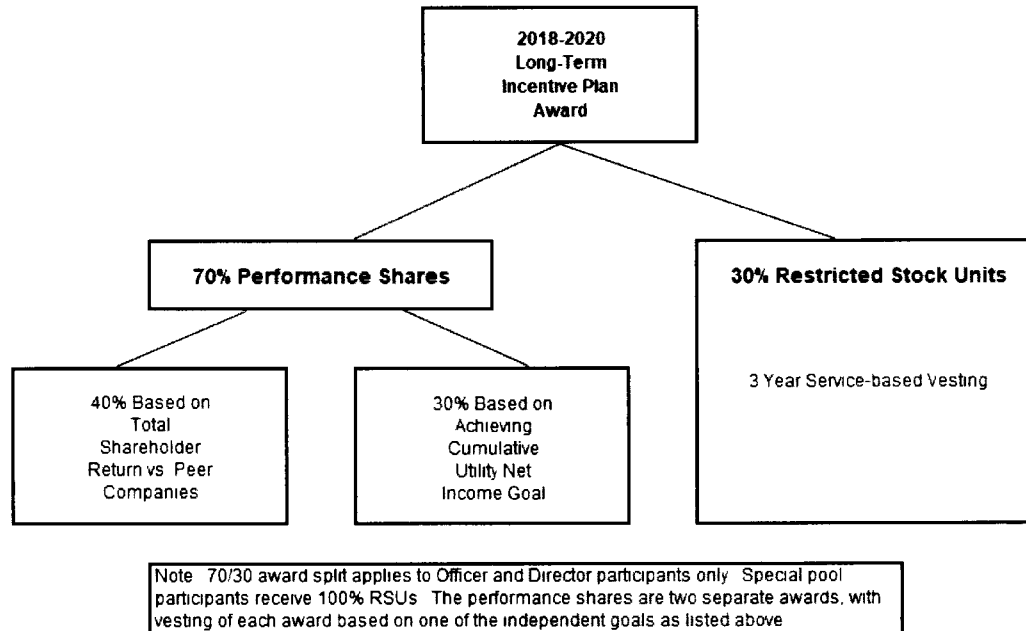 2018-2020
Long-Term
Incentive Plan
Award
70% Performance Shares
30% Restricted Stock Units
3 Year Service-based Vesting
40% Based on
Total
Shareholder
Return vs Peer
Companies
30% Based on
Achieving
Cumulative
Utility Net
Income Goal
Note 70/30 award split applies to Officer and Director participants only Special pool
participants receive 100% RSUs The performance shares are two separate awards, with
vesting of each award based on one of the independent goals as listed above